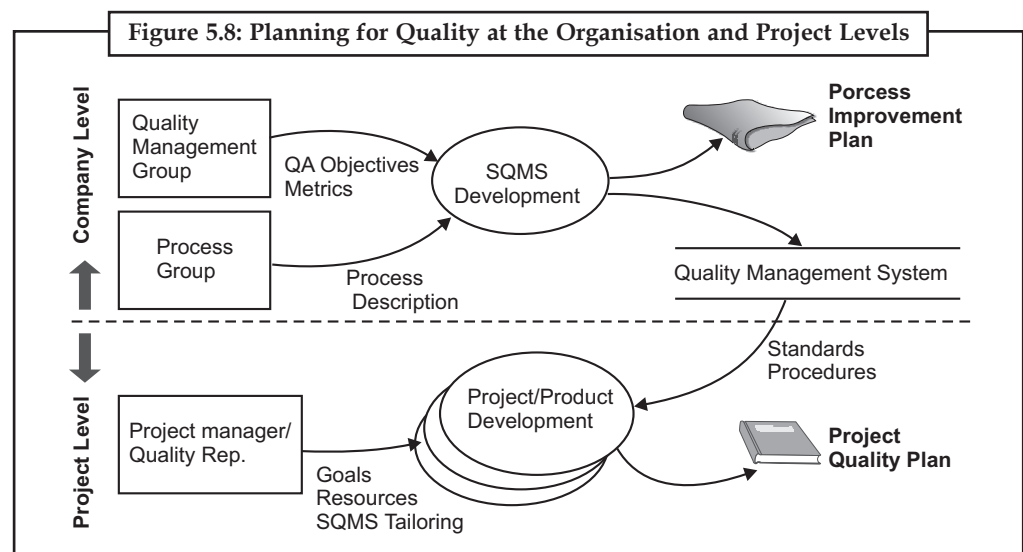 Figure 5.8: Planning for Quality at the Organisation and Project Levels
Company Level
Quality
Management
Group
QA Objectives
Metrics
SQMS
Development
Porcess
Improvement
Plan
Process
Group
Process
Description
Quality Management System
Standards
Procedures
Project Level
Project manager/
Quality Rep.
Goals
Resources
SQMS Tailoring
Project/Product
Development
Project
Quality Plan